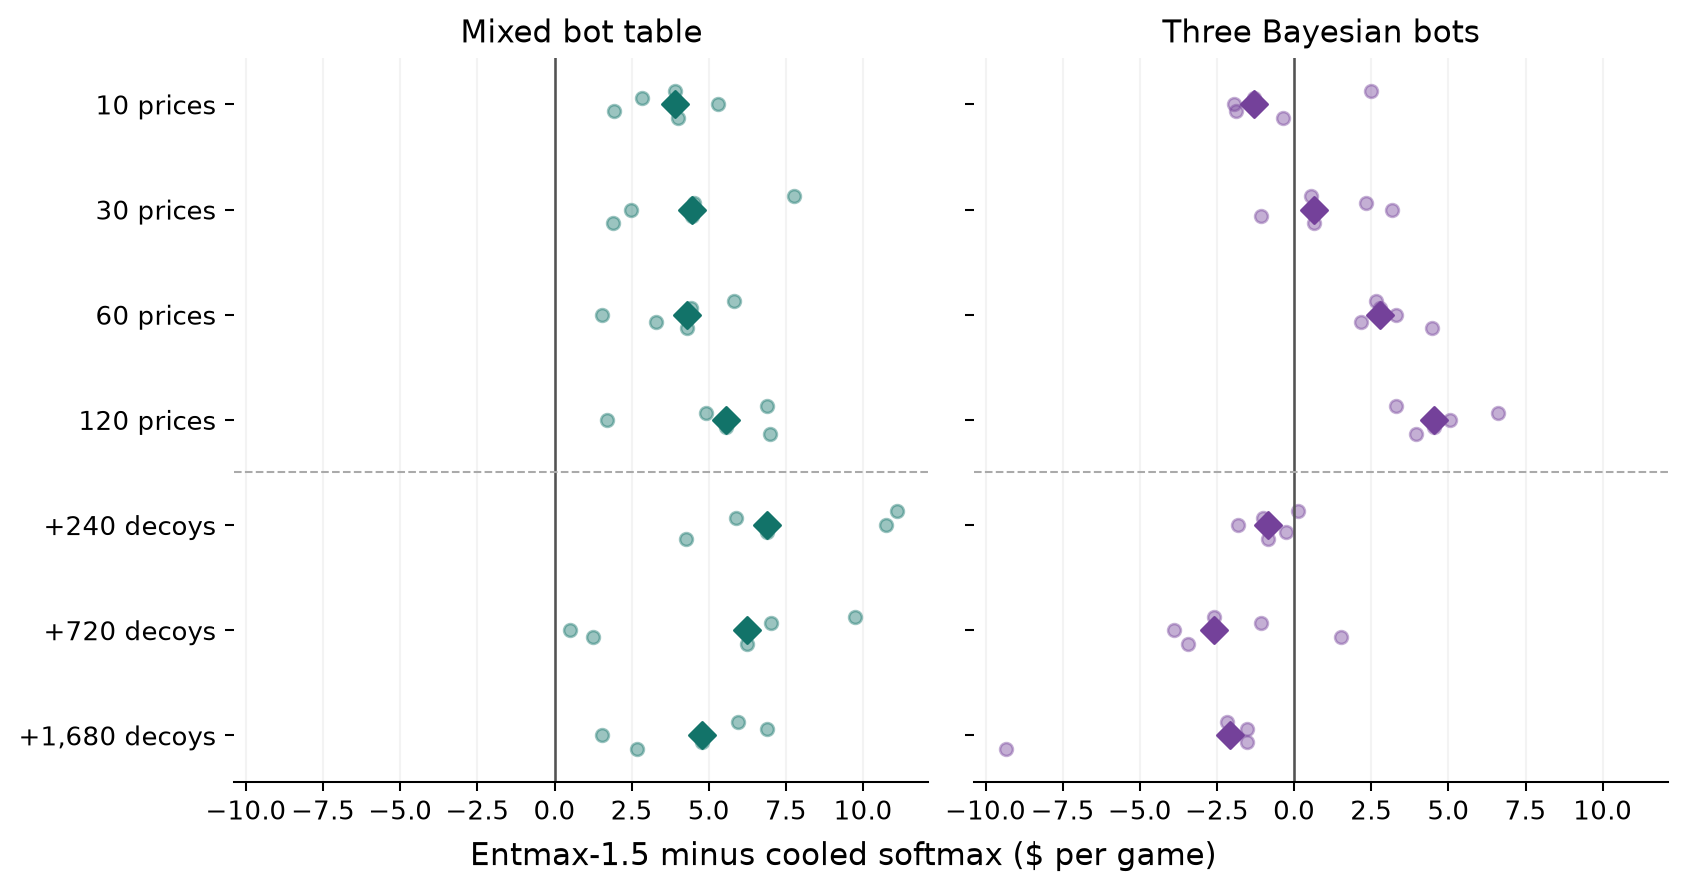 Mixed bot table
Three Bayesian bots
10 prices
30 prices
60 prices
120 prices
+240 decoys
+720 decoys
+1,680 decoys
−10.0 −7.5 −5.0 −2.5 0.0 2.5 5.0 7.5 10.0
−10.0 −7.5 −5.0 −2.5 0.0 2.5 5.0 7.5 10.0
Entmax-1.5 minus cooled softmax ($ per game)